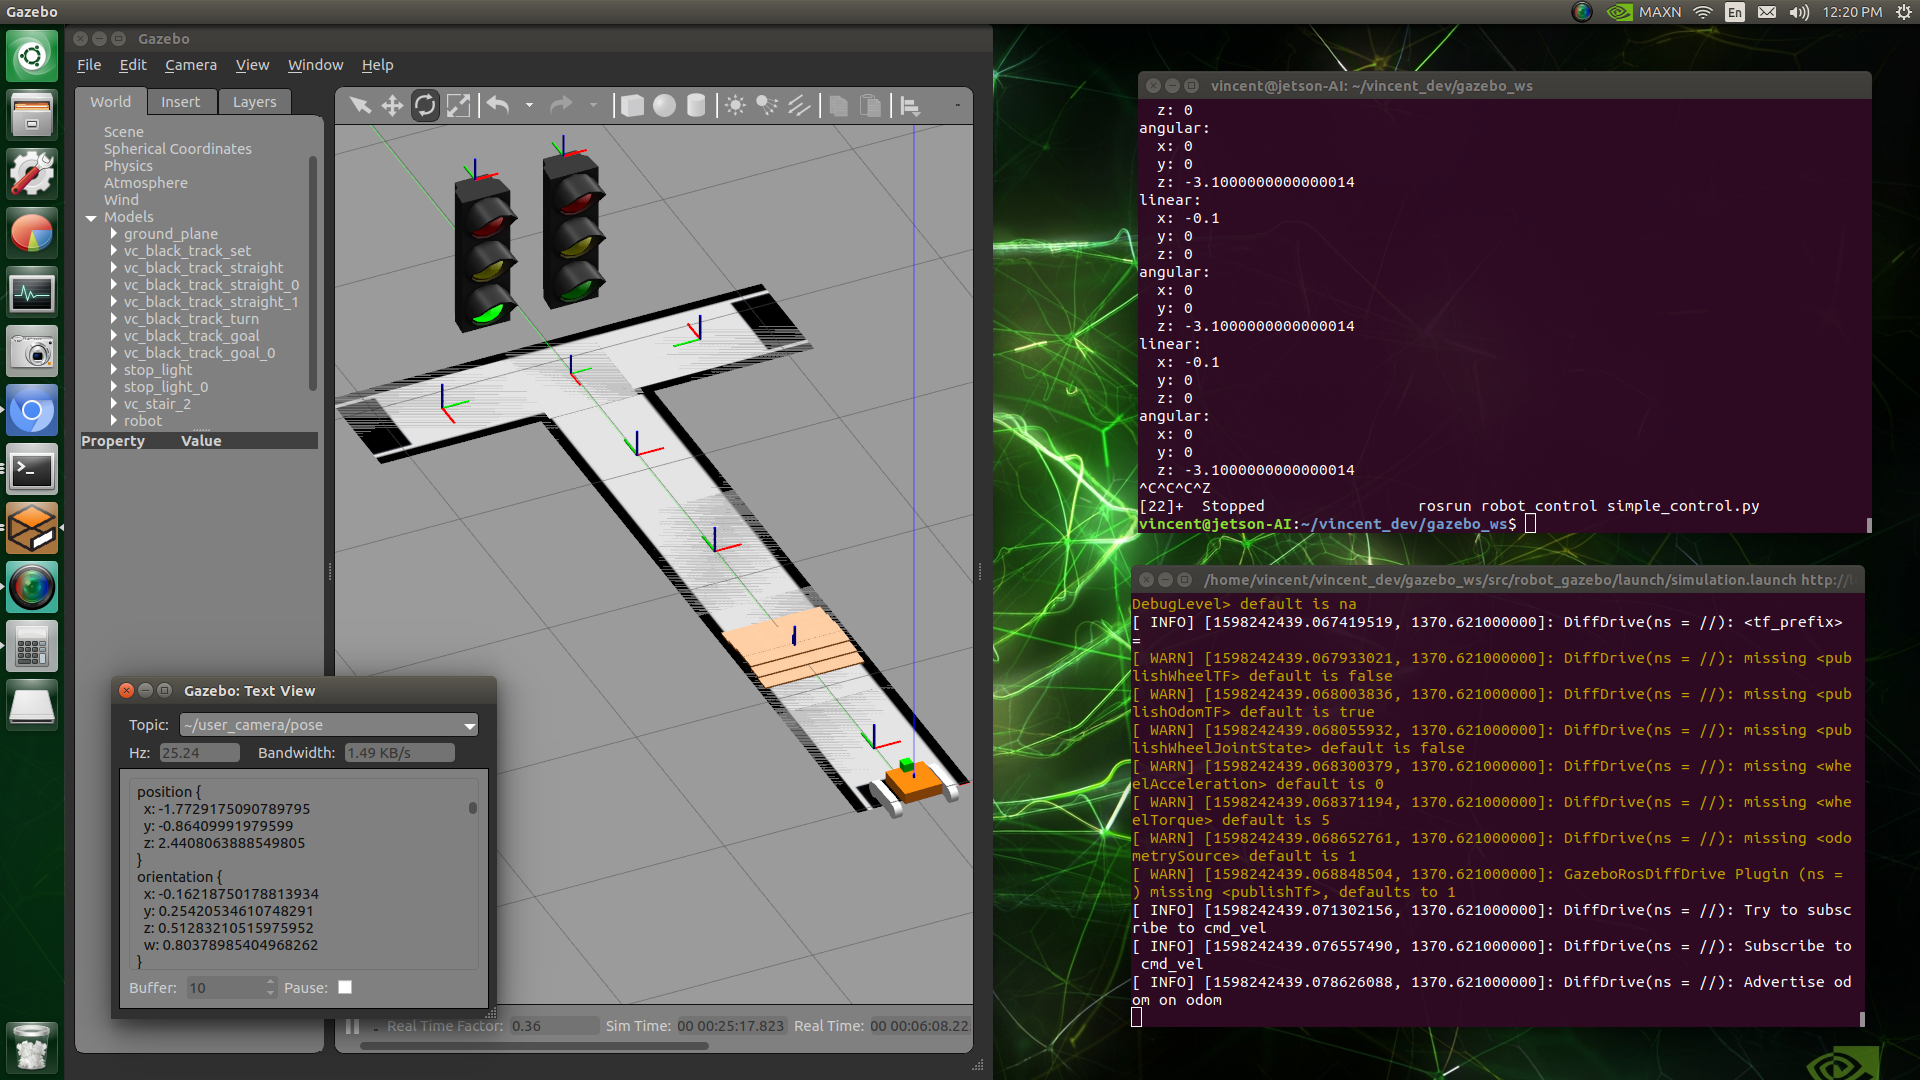 Gazebo
MAXN
En
12:20 PM
Gazebo
File Edit Camera View Window Help
World Insert Layers
Scene
Spherical Coordinates
Physics
Atmosphere
Wind
Models
ground_plane
vc_black_track_set
vc_black_track_straight
vc_black_track_straight_0
vc_black_track_straight_1
vc_black_track_turn
vc_black_track_goal
vc_black_track_goal_0
stop_light
stop_light_0
vc_stair_2
robot
Property Value
Gazebo: Text View
Topic: ~/user_camera/pose
Hz: 25.24 Bandwidth: 1.49 KB/s
position {
x: -1.7729175090789795
y: -0.86409991979599
z: 2.4408063888549805
}
orientation {
x: -0.16218750178813934
y: 0.25420534610748291
z: 0.51283210515975952
w: 0.80378985404968262
}
Buffer: 10 Pause:
Real Time Factor: 0.36 Sim Time: 00 00:25:17.823 Real Time: 00 00:06:08.22
vincent@jetson-AI: ~/vincent_dev/gazebo_ws
z: 0
angular:
x: 0
y: 0
z: -3.1000000000000014
linear:
x: -0.1
y: 0
z: 0
angular:
x: 0
y: 0
z: -3.1000000000000014
linear:
x: -0.1
y: 0
z: 0
angular:
x: 0
y: 0
z: -3.1000000000000014
^C^C^C^Z
[22]+ Stopped rosrun robot_control simple_control.py
vincent@jetson-AI:~/vincent_dev/gazebo_ws$
/home/vincent/vincent_dev/gazebo_ws/src/robot_gazebo/launch/simulation.launch http://
DebugLevel> default is na
[ INFO] [1598242439.067419519, 1370.621000000]: DiffDrive(ns = //): <tf_prefix>
=
[ WARN] [1598242439.067933021, 1370.621000000]: DiffDrive(ns = //): missing <pub
lishWheelTF> default is false
[ WARN] [1598242439.068003836, 1370.621000000]: DiffDrive(ns = //): missing <pub
lishOdomTF> default is true
[ WARN] [1598242439.068055932, 1370.621000000]: DiffDrive(ns = //): missing <pub
lishWheelJointState> default is false
[ WARN] [1598242439.068300379, 1370.621000000]: DiffDrive(ns = //): missing <whe
elAcceleration> default is 0
[ WARN] [1598242439.068371194, 1370.621000000]: DiffDrive(ns = //): missing <whe
elTorque> default is 5
[ WARN] [1598242439.068652761, 1370.621000000]: DiffDrive(ns = //): missing <odo
metrySource> default is 1
[ WARN] [1598242439.068848504, 1370.621000000]: GazeboRosDiffDrive Plugin (ns =
) missing <publishTf>, defaults to 1
[ INFO] [1598242439.071302156, 1370.621000000]: DiffDrive(ns = //): Try to subsc
ribe to cmd_vel
[ INFO] [1598242439.076557490, 1370.621000000]: DiffDrive(ns = //): Subscribe to
cmd_vel
[ INFO] [1598242439.078626088, 1370.621000000]: DiffDrive(ns = //): Advertise od
om on odom